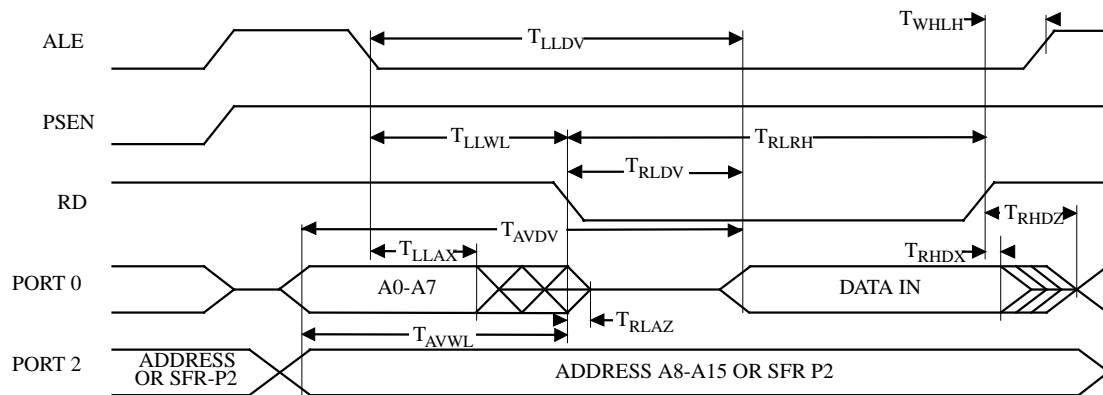 T_WHLH
ALE
T_LLDV
PSEN
T_LLWL
T_RLRH
T_RLDV
RD
T_AVDV
T_RHDZ
T_LLAX
T_RHDX
PORT 0
A0-A7
DATA IN
T_RLAZ
T_AVWL
PORT 2
ADDRESS
OR SFR-P2
ADDRESS A8-A15 OR SFR P2